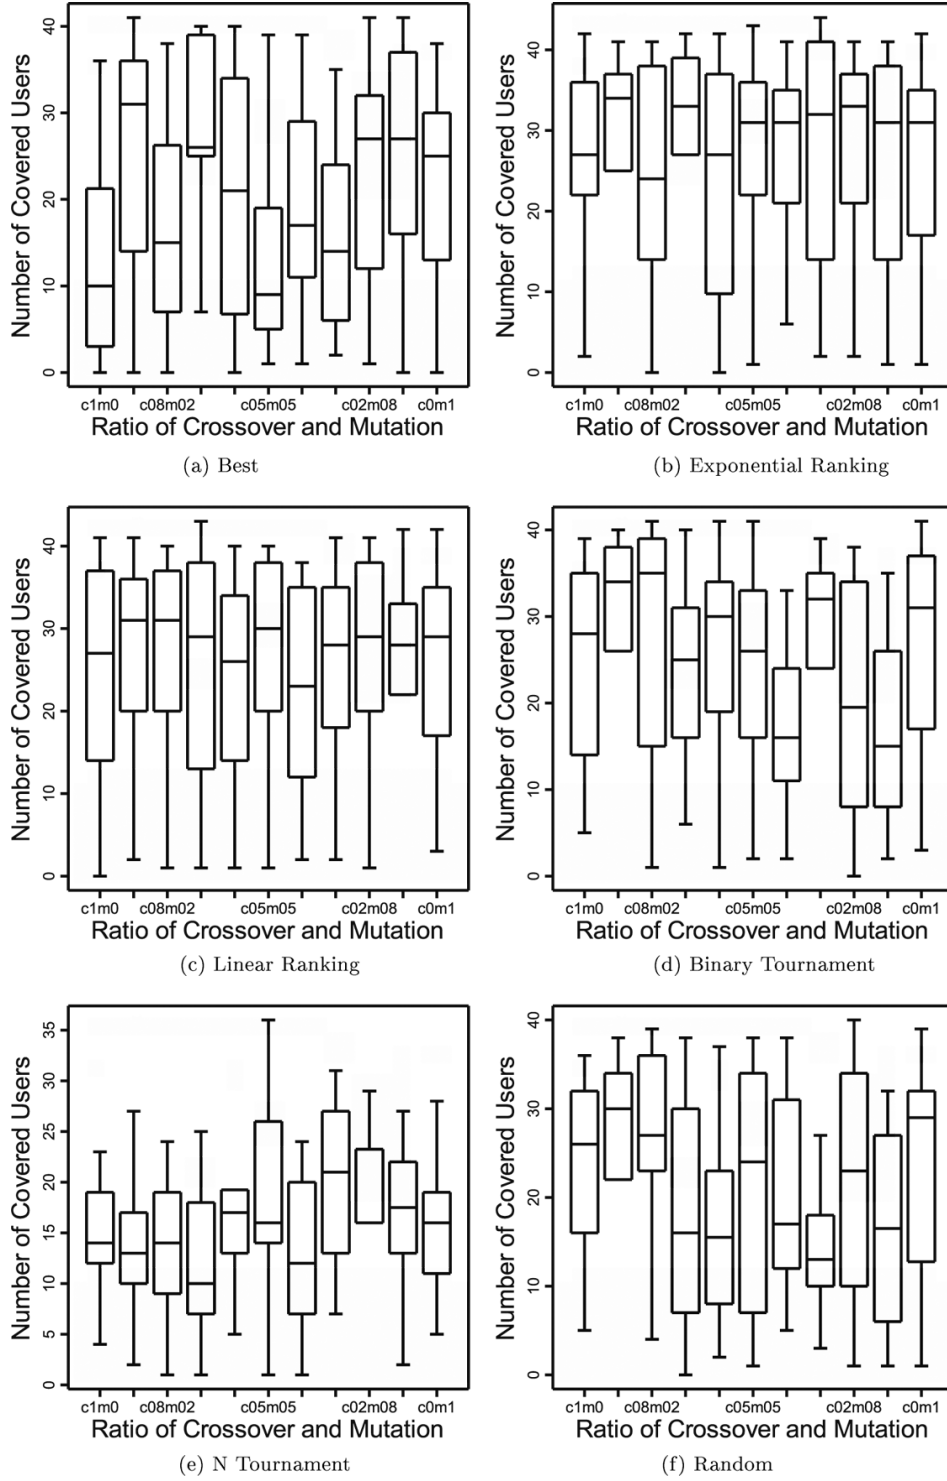 Number of Covered Users
40
30
20
10
0
c1m0 c08m02 c05m05 c02m08 c0m1
Ratio of Crossover and Mutation
(a) Best
Number of Covered Users
40
30
20
10
0
c1m0 c08m02 c05m05 c02m08 c0m1
Ratio of Crossover and Mutation
(b) Exponential Ranking
Number of Covered Users
40
30
20
10
0
c1m0 c08m02 c05m05 c02m08 c0m1
Ratio of Crossover and Mutation
(c) Linear Ranking
Number of Covered Users
40
30
20
10
0
c1m0 c08m02 c05m05 c02m08 c0m1
Ratio of Crossover and Mutation
(d) Binary Tournament
Number of Covered Users
35
30
25
20
15
10
5
0
c1m0 c08m02 c05m05 c02m08 c0m1
Ratio of Crossover and Mutation
(e) N Tournament
Number of Covered Users
40
30
20
10
0
c1m0 c08m02 c05m05 c02m08 c0m1
Ratio of Crossover and Mutation
(f) Random